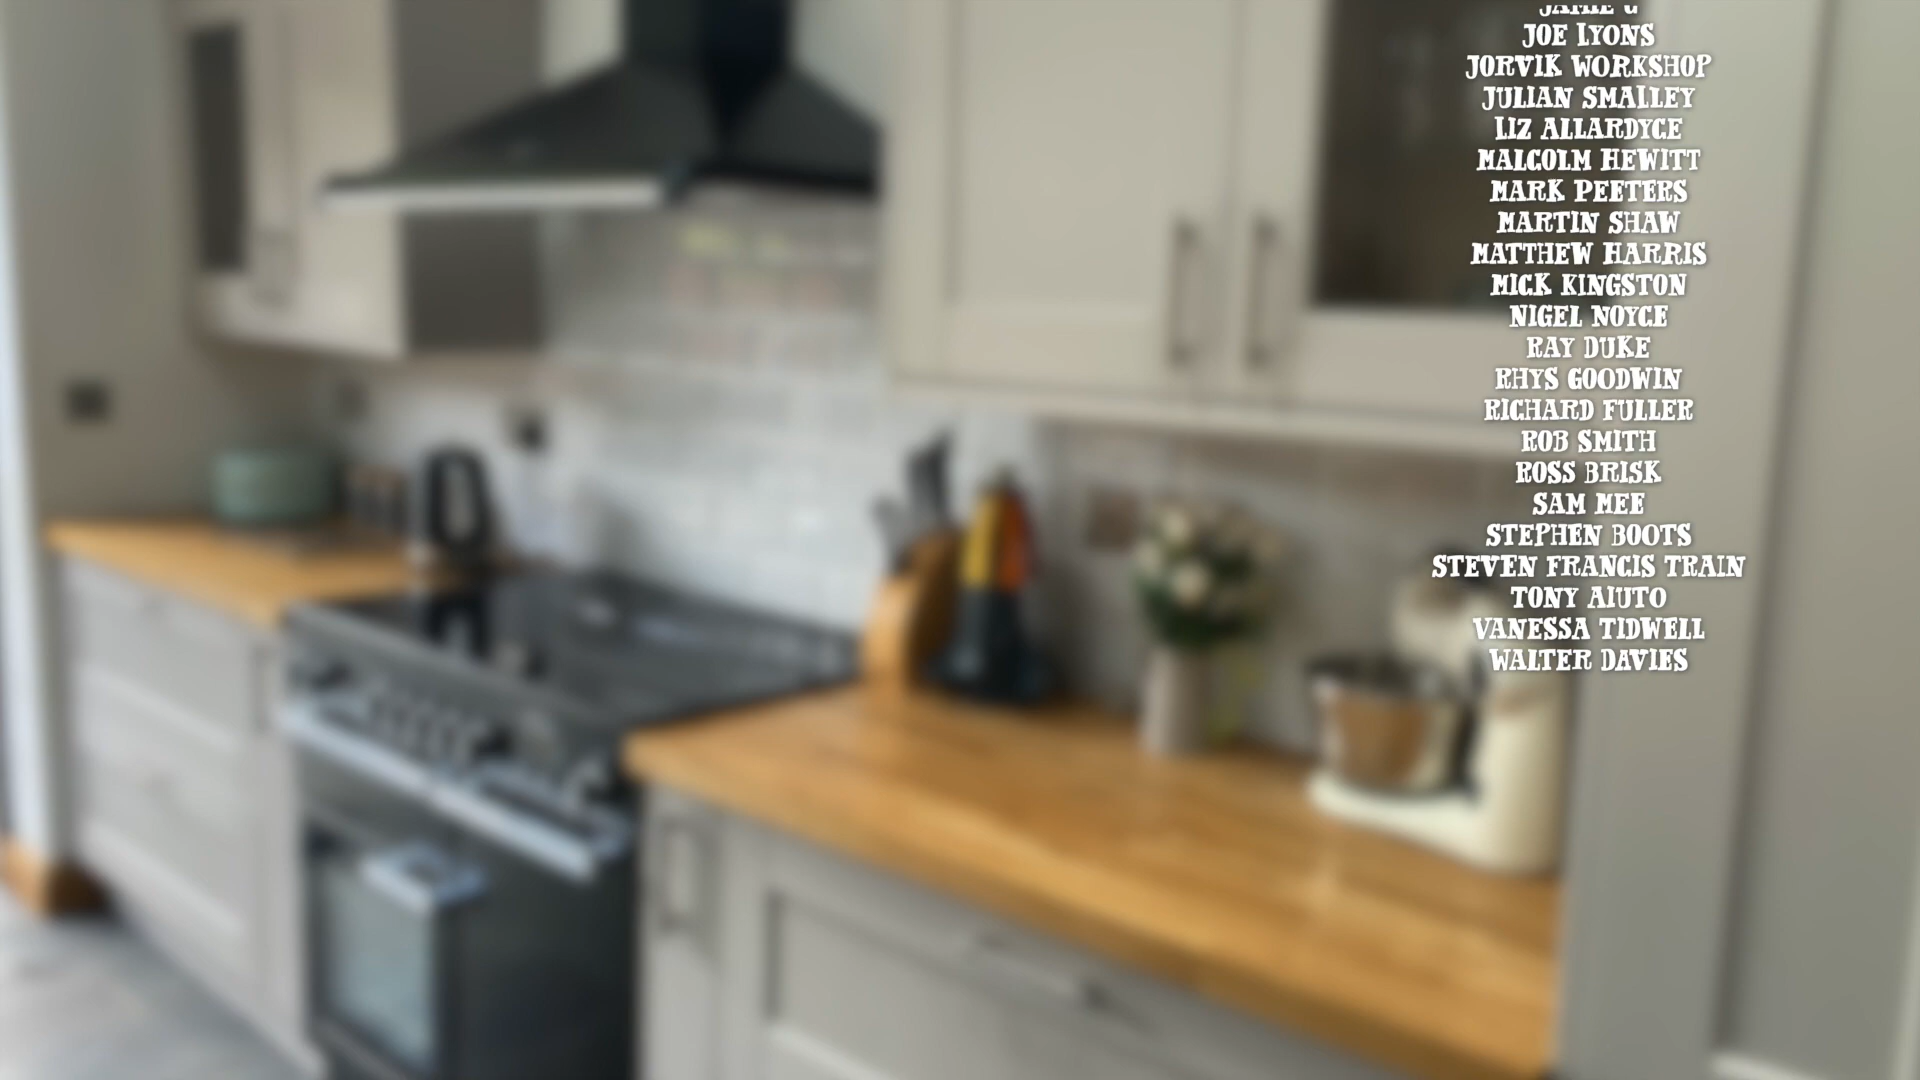 JAMIE G
JOE LYONS
JORVIK WORKSHOP
JULIAN SMALLEY
LIZ ALLARDYCE
MALCOLM HEWITT
MARK PEETERS
MARTIN SHAW
MATTHEW HARRIS
MICK KINGSTON
NIGEL NOYCE
RAY DUKE
RHYS GOODWIN
RICHARD FULLER
ROB SMITH
ROSS BRISK
SAM MEE
STEPHEN BOOTS
STEVEN FRANCIS TRAIN
TONY AIUTO
VANESSA TIDWELL
WALTER DAVIES